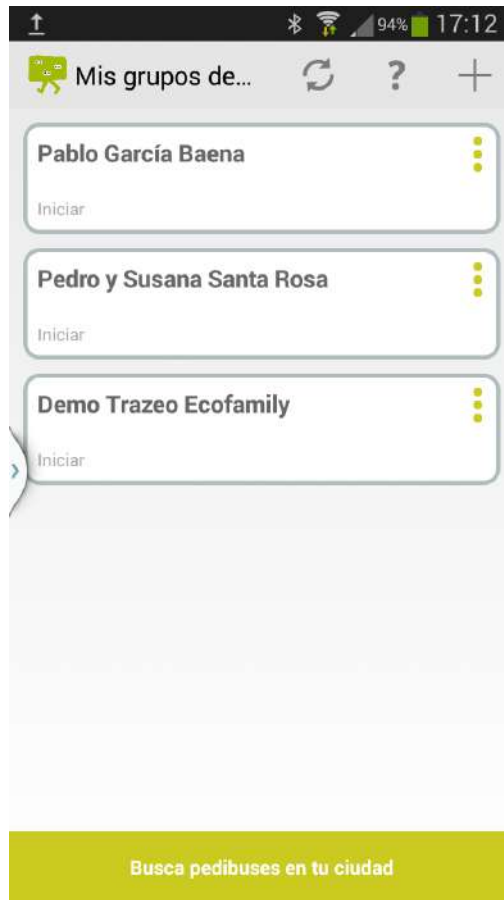 94% 17:12
Mis grupos de... ?
Pablo García Baena
Iniciar
Pedro y Susana Santa Rosa
Iniciar
Demo Trazeo Ecofamily
Iniciar
Busca pedibuses en tu ciudad